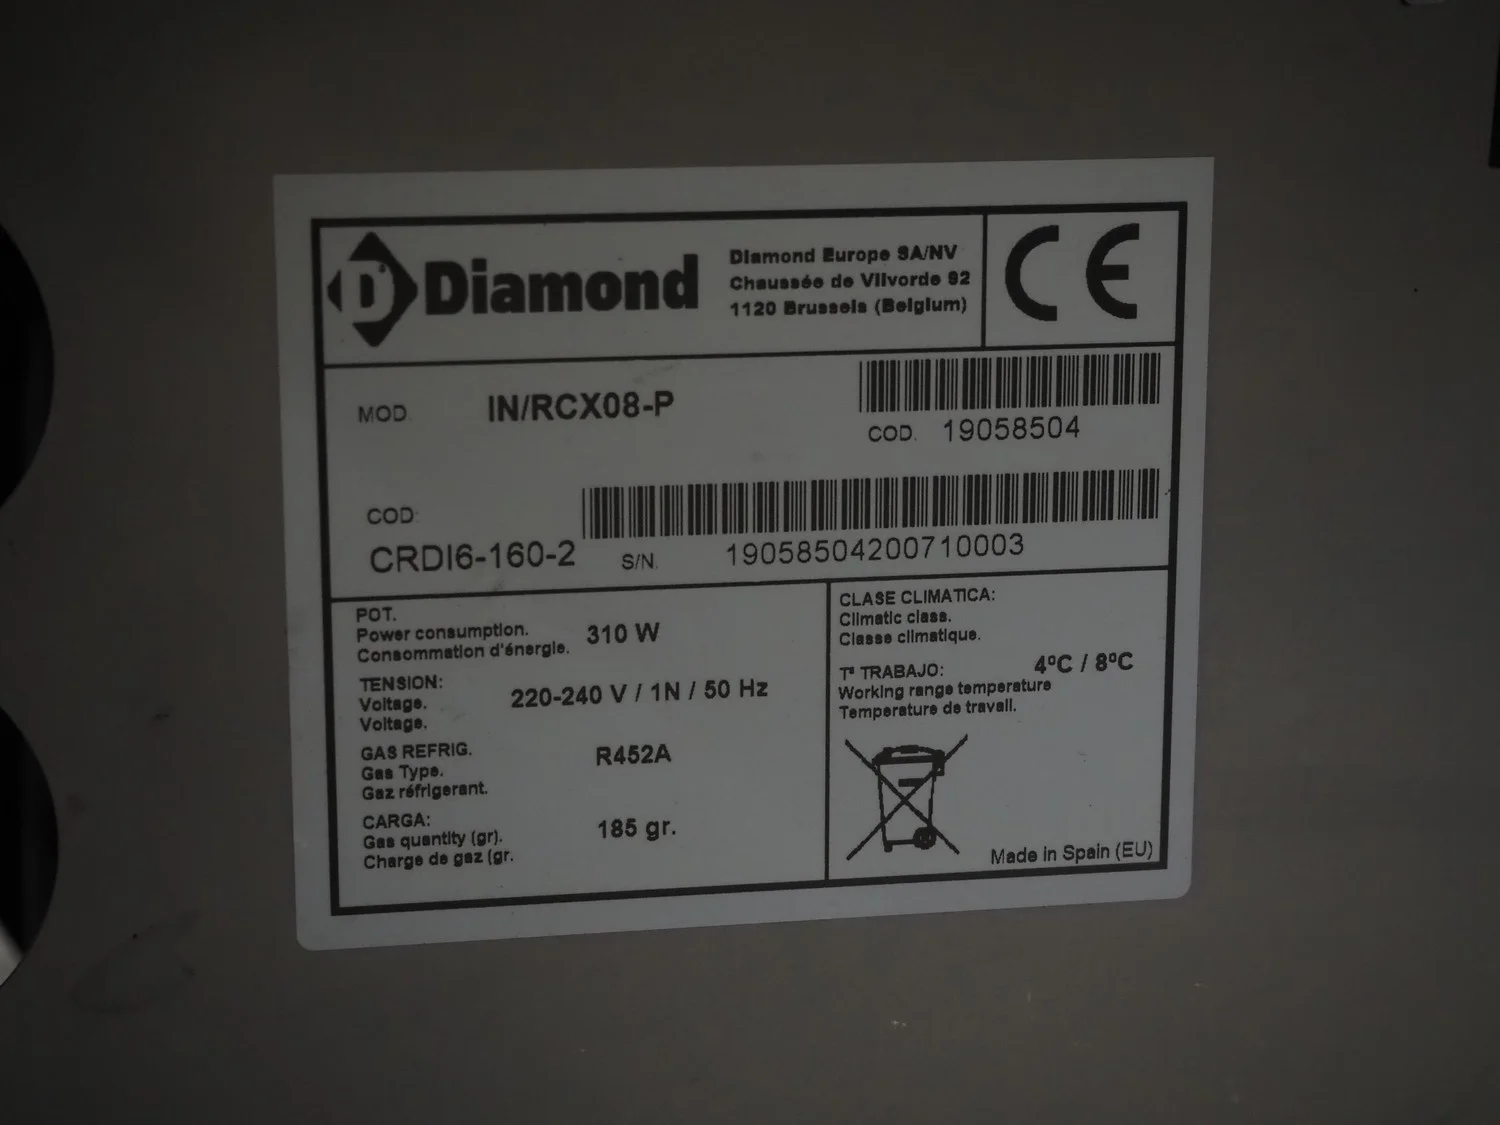 Diamond
Diamond Europe SA/NV
Chaussée de Vilvorde 92
1120 Brussels (Belgium)
CE
MOD. IN/RCX08-P
COD. 19058504
COD:
CRDI6-160-2 S/N. 19058504200710003
POT.
Power consumption. 310 W
Consommation d'énergie.
TENSION:
Voltage. 220-240 V / 1N / 50 Hz
Voltage.
GAS REFRIG. R452A
Gas Type.
Gaz réfrigerant.
CARGA:
Gas quantity (gr). 185 gr.
Charge de gaz (gr.
CLASE CLIMATICA:
Climatic class.
Classe climatique.
Tª TRABAJO: 4ºC / 8ºC
Working range temperature
Temperature de travail.
Made in Spain (EU)